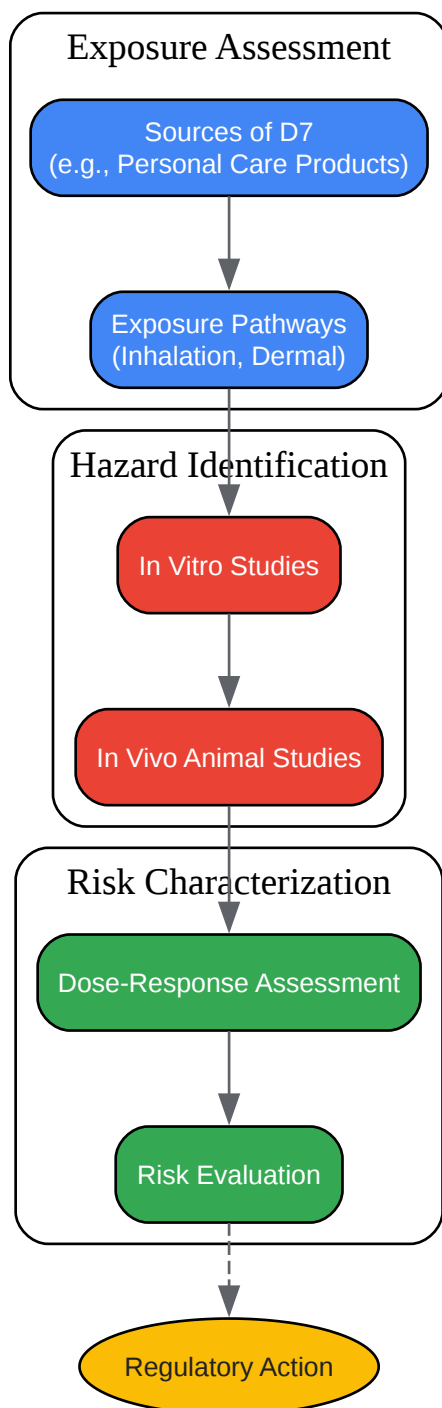 Exposure Assessment
Sources of D7
(e.g., Personal Care Products)
Exposure Pathways
(Inhalation, Dermal)
Hazard Identification
In Vitro Studies
In Vivo Animal Studies
Risk Characterization
Dose-Response Assessment
Risk Evaluation
Regulatory Action